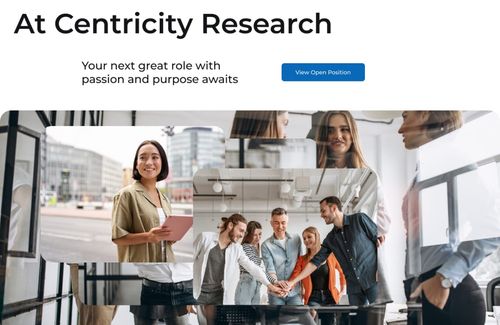 At Centricity Research
Your next great role with
passion and purpose awaits
View Open Position